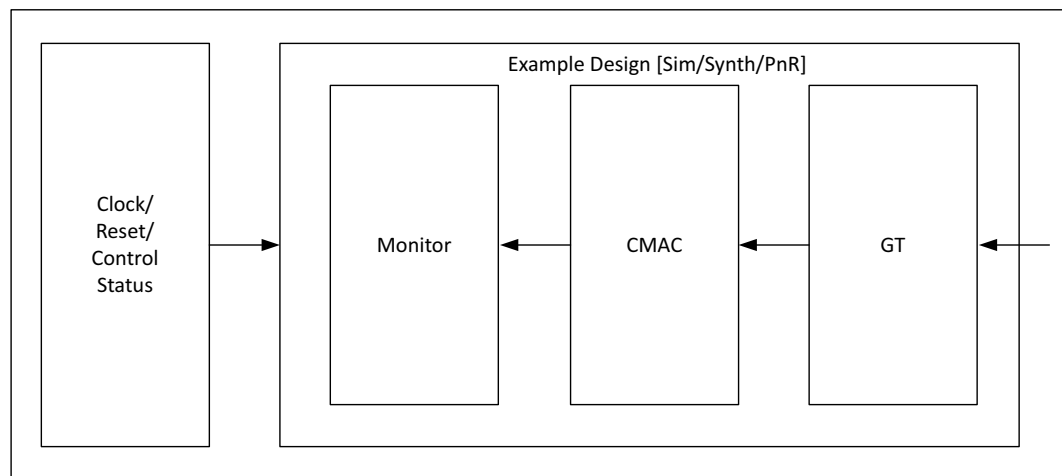 Example Design [Sim/Synth/PnR]
Clock/
Reset/
Control
Status
Monitor
CMAC
GT